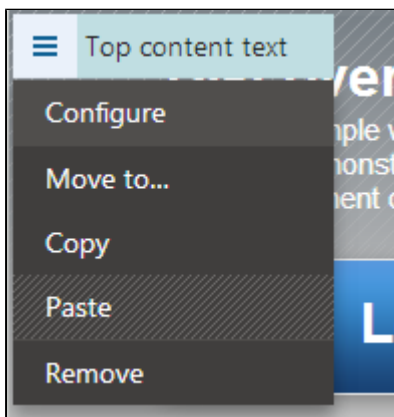 Top content text
Configure
Move to...
Copy
Paste
Remove